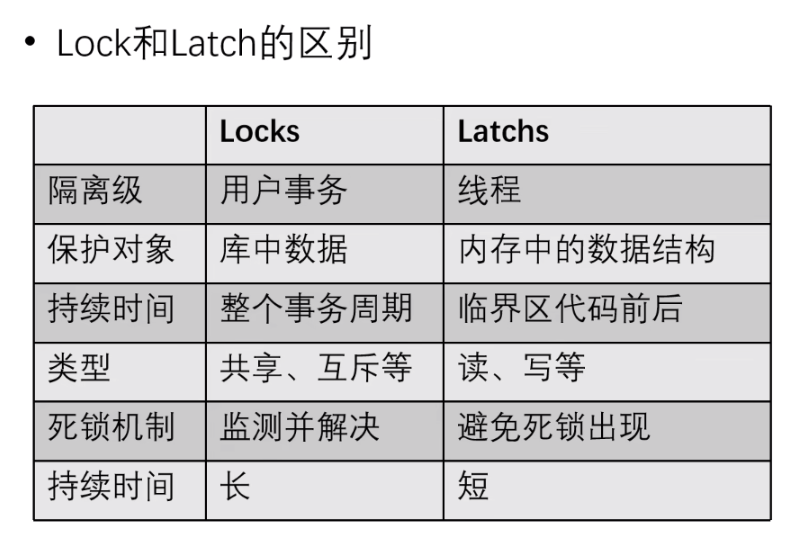 • Lock和Latch的区别
Locks Latchs
隔离级 用户事务 线程
保护对象 库中数据 内存中的数据结构
持续时间 整个事务周期 临界区代码前后
类型 共享、互斥等 读、写等
死锁机制 监测并解决 避免死锁出现
持续时间 长 短